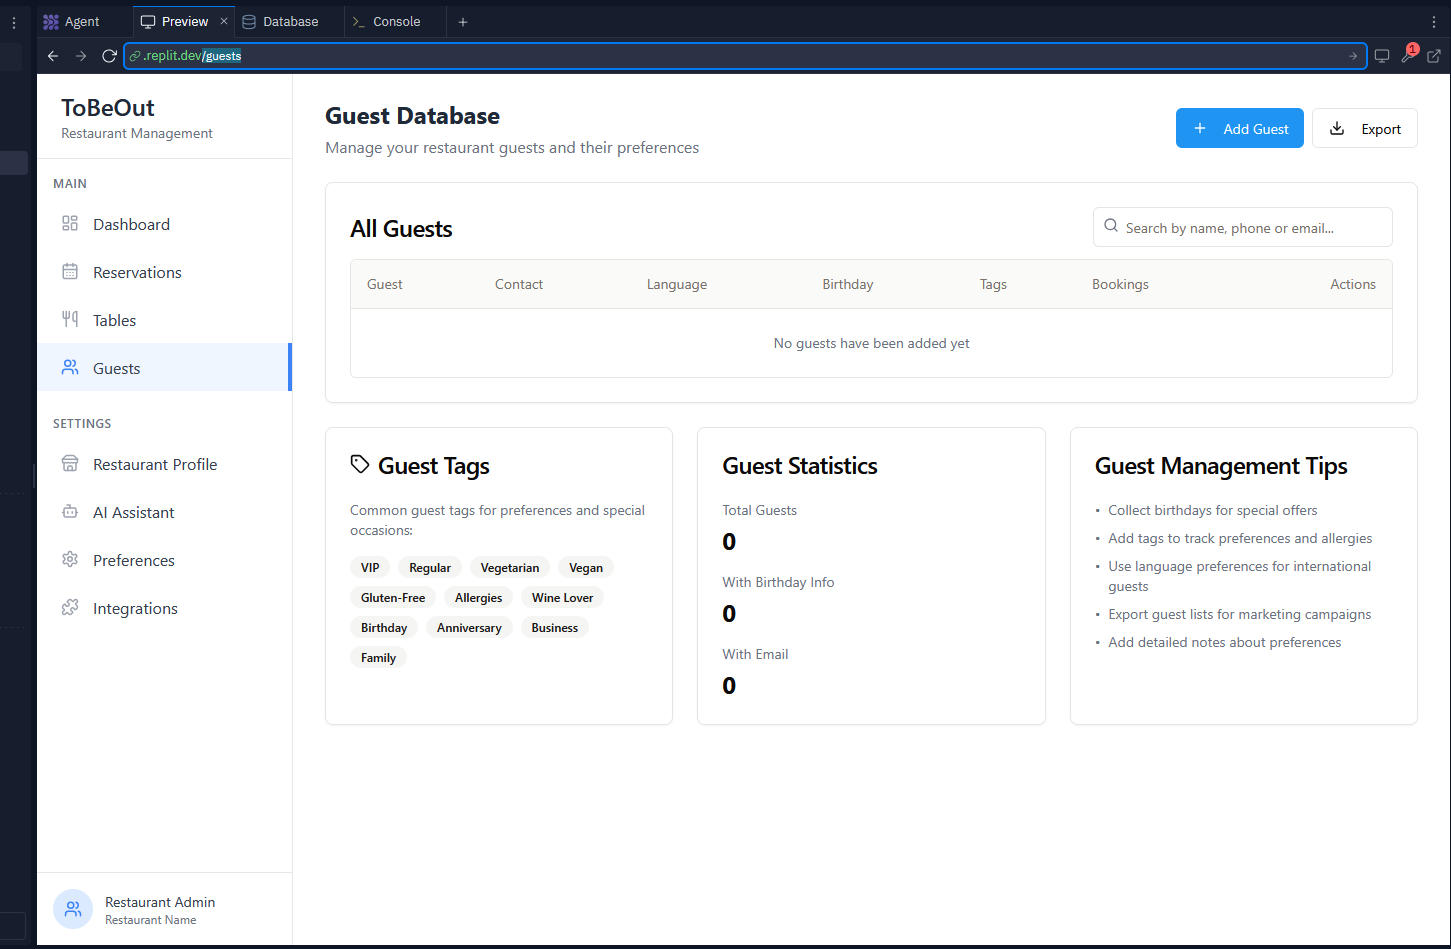 Agent
Preview
Database
Console
.replit.dev/guests
1
ToBeOut
Restaurant Management
MAIN
Dashboard
Reservations
Tables
Guests
SETTINGS
Restaurant Profile
AI Assistant
Preferences
Integrations
Restaurant Admin
Restaurant Name
Guest Database
Manage your restaurant guests and their preferences
Add Guest
Export
All Guests
Search by name, phone or email...
Guest Contact Language Birthday Tags Bookings Actions
No guests have been added yet
Guest Tags
Common guest tags for preferences and special
occasions:
VIP Regular Vegetarian Vegan
Gluten-Free Allergies Wine Lover
Birthday Anniversary Business
Family
Guest Statistics
Total Guests
0
With Birthday Info
0
With Email
0
Guest Management Tips
• Collect birthdays for special offers
• Add tags to track preferences and allergies
• Use language preferences for international
guests
• Export guest lists for marketing campaigns
• Add detailed notes about preferences